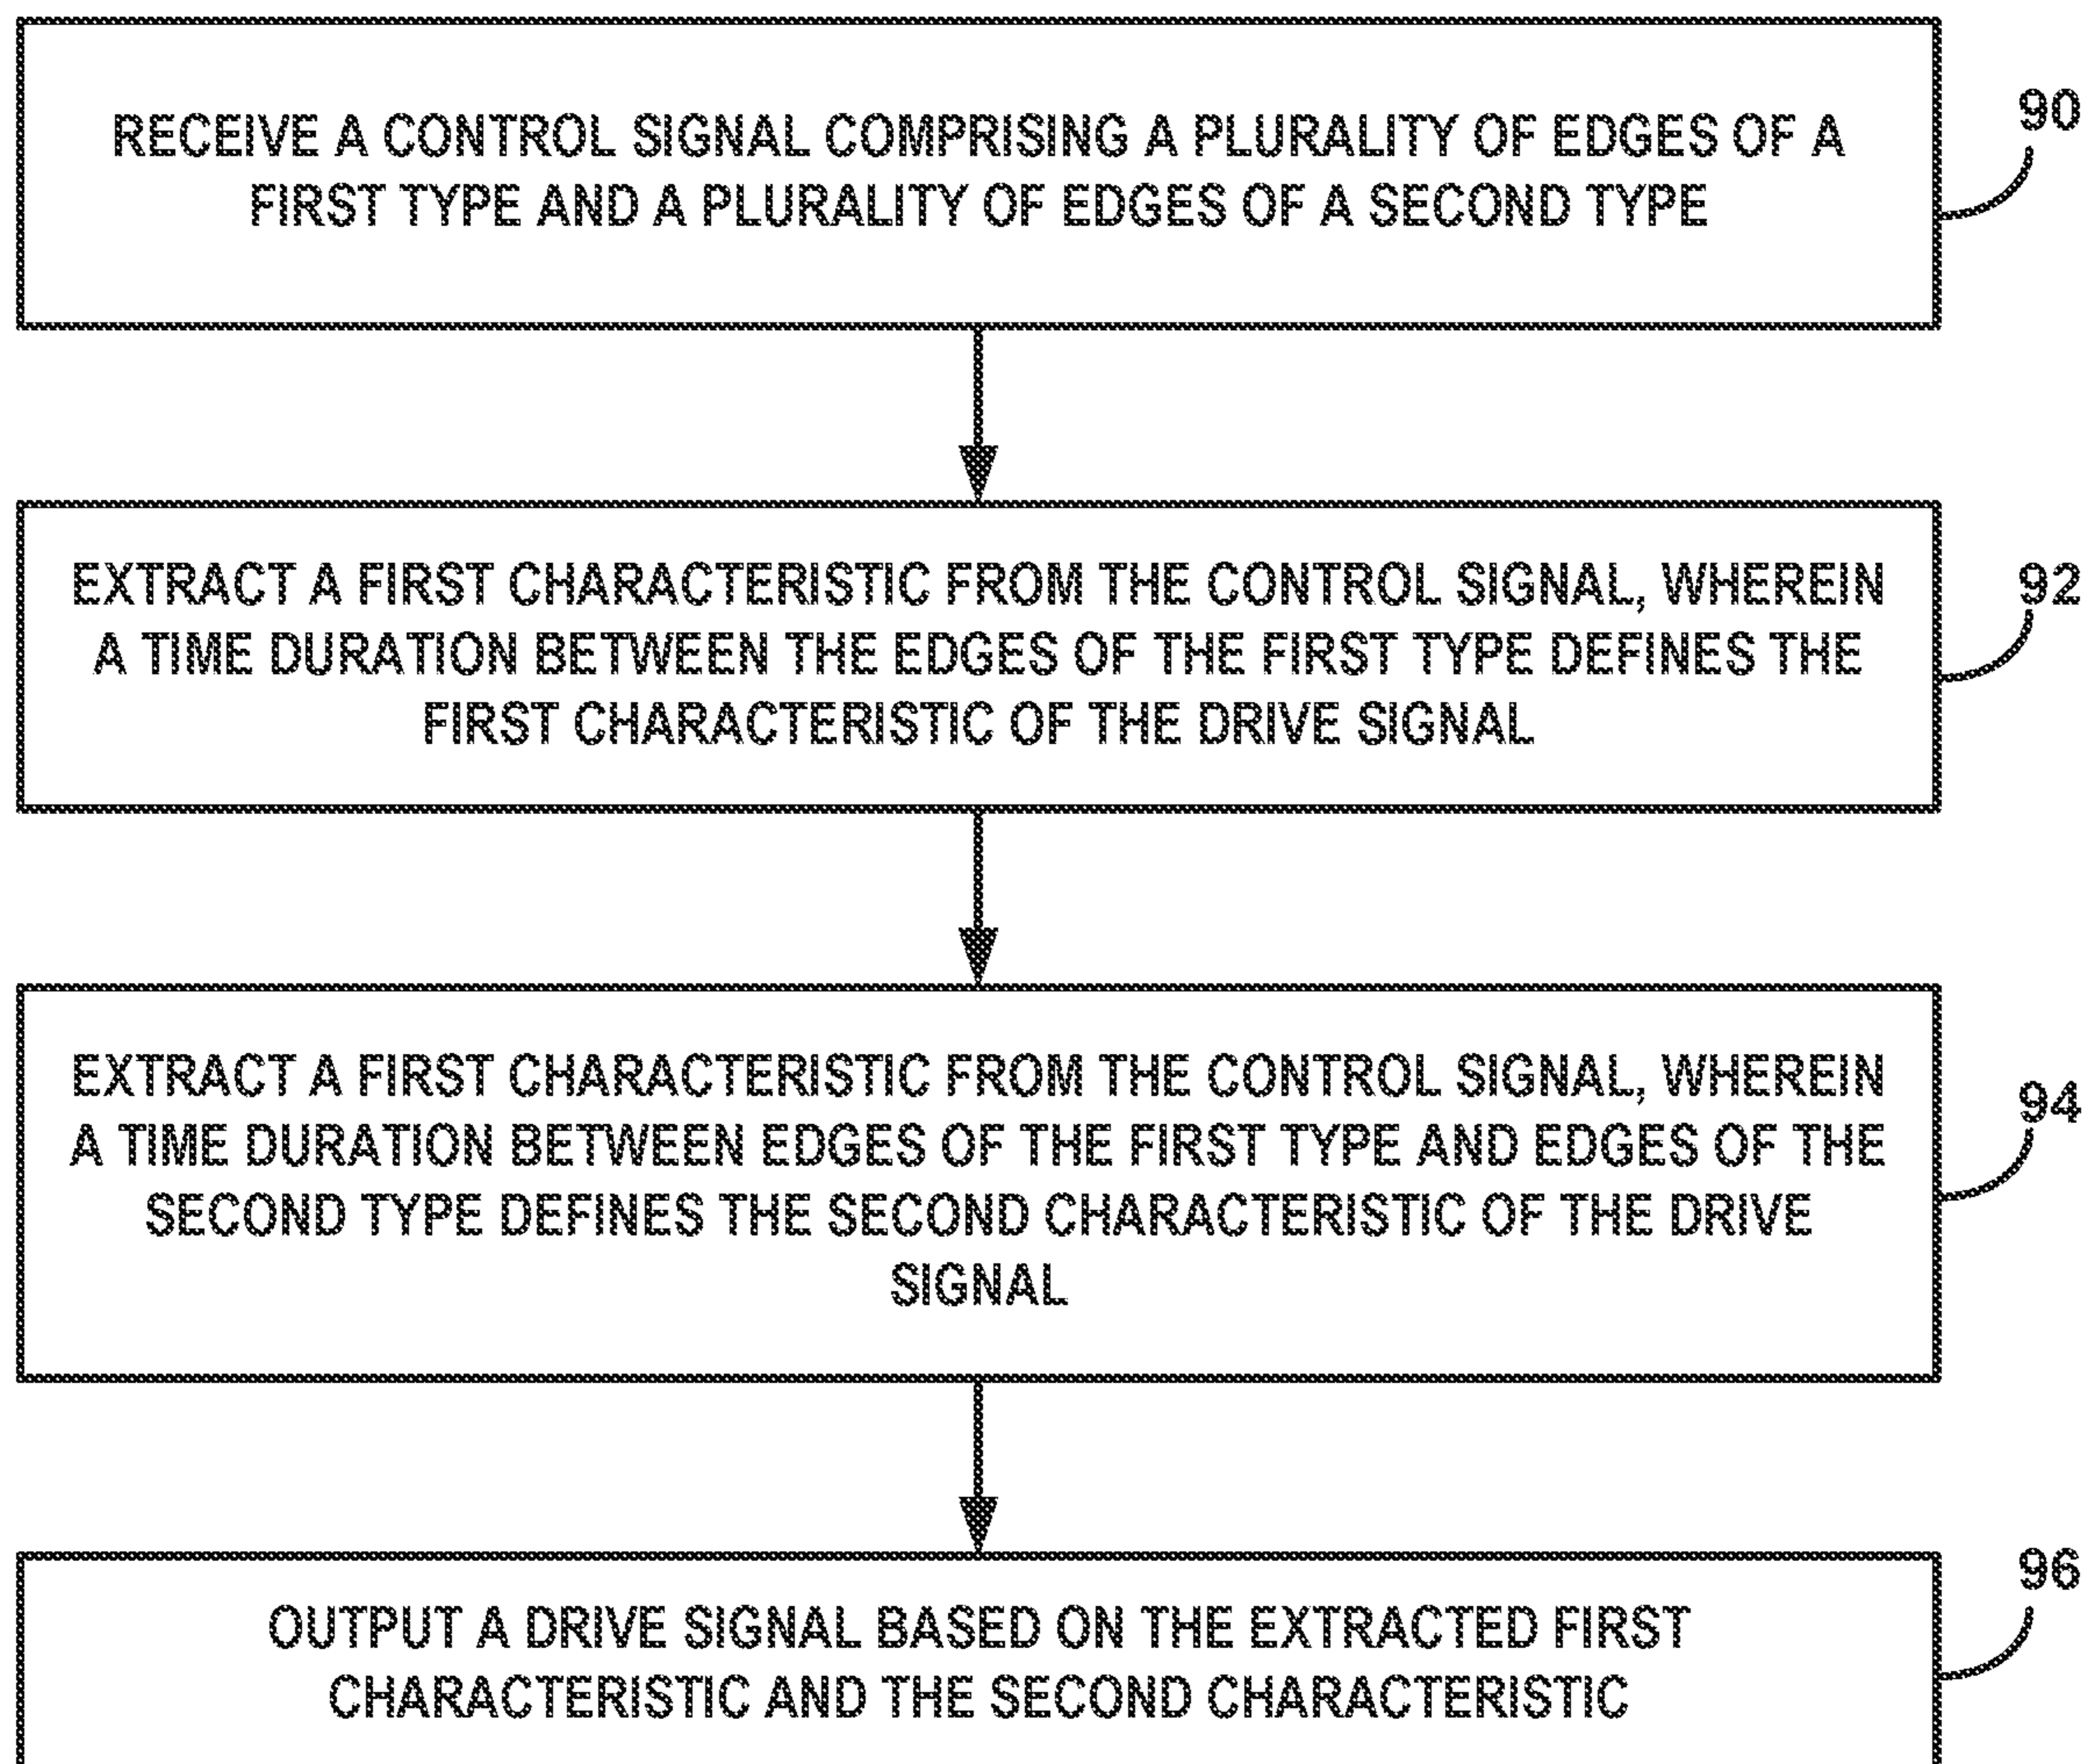 RECEIVE A CONTROL SIGNAL COMPRISING A PLURALITY OF EDGES OF A
FIRST TYPE AND A PLURALITY OF EDGES OF A SECOND TYPE
90
EXTRACT A FIRST CHARACTERISTIC FROM THE CONTROL SIGNAL, WHEREIN
A TIME DURATION BETWEEN THE EDGES OF THE FIRST TYPE DEFINES THE
FIRST CHARACTERISTIC OF THE DRIVE SIGNAL
92
EXTRACT A FIRST CHARACTERISTIC FROM THE CONTROL SIGNAL, WHEREIN
A TIME DURATION BETWEEN EDGES OF THE FIRST TYPE AND EDGES OF THE
SECOND TYPE DEFINES THE SECOND CHARACTERISTIC OF THE DRIVE
SIGNAL
94
OUTPUT A DRIVE SIGNAL BASED ON THE EXTRACTED FIRST
CHARACTERISTIC AND THE SECOND CHARACTERISTIC
96